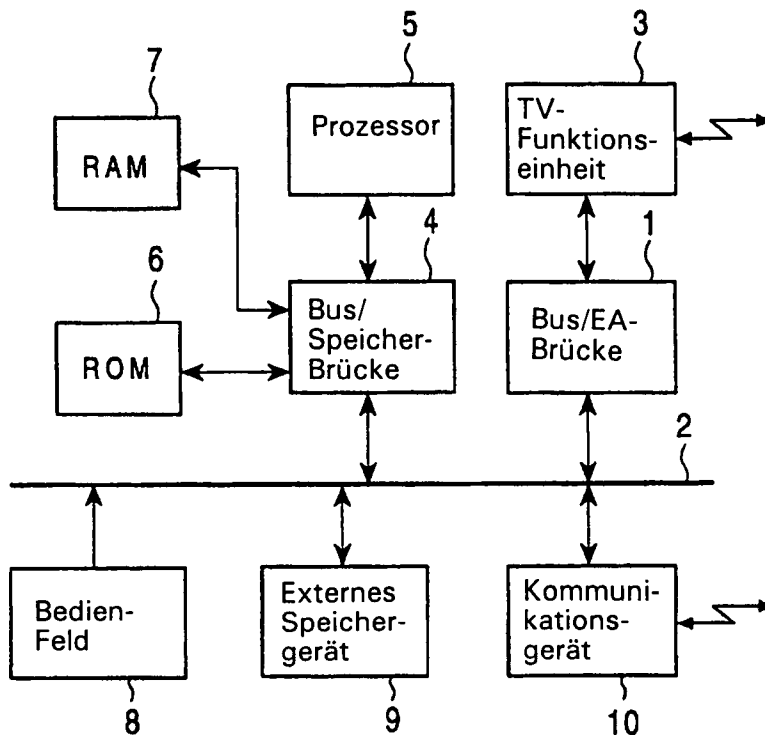 5
3
7
Prozessor
TV-
Funktions-
einheit
RAM
4
1
6
Bus/
Speicher-
Brücke
Bus/EA-
Brücke
ROM
2
Bedien-
Feld
Externes
Speicher-
gerät
Kommuni-
kations-
gerät
8
9
10